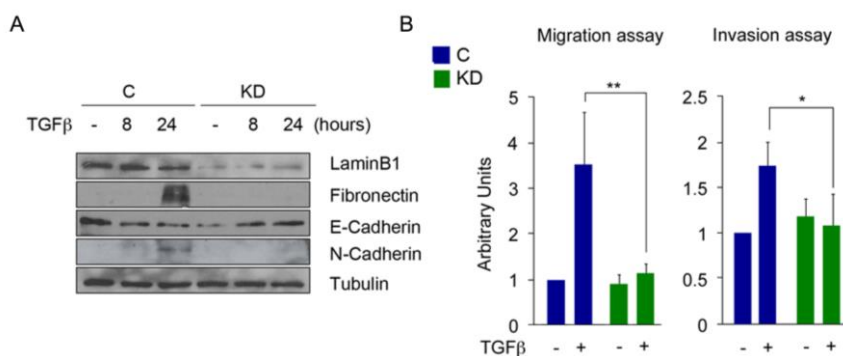 A
C KD
TGFβ - 8 24 - 8 24 (hours)
LaminB1
Fibronectin
E-Cadherin
N-Cadherin
Tubulin
B
C
KD
Migration assay
Arbitrary Units
5
4
3
2
1
0
**
TGFβ - + - +
Invasion assay
2.5
2
1.5
1
0.5
0
*
- + - +